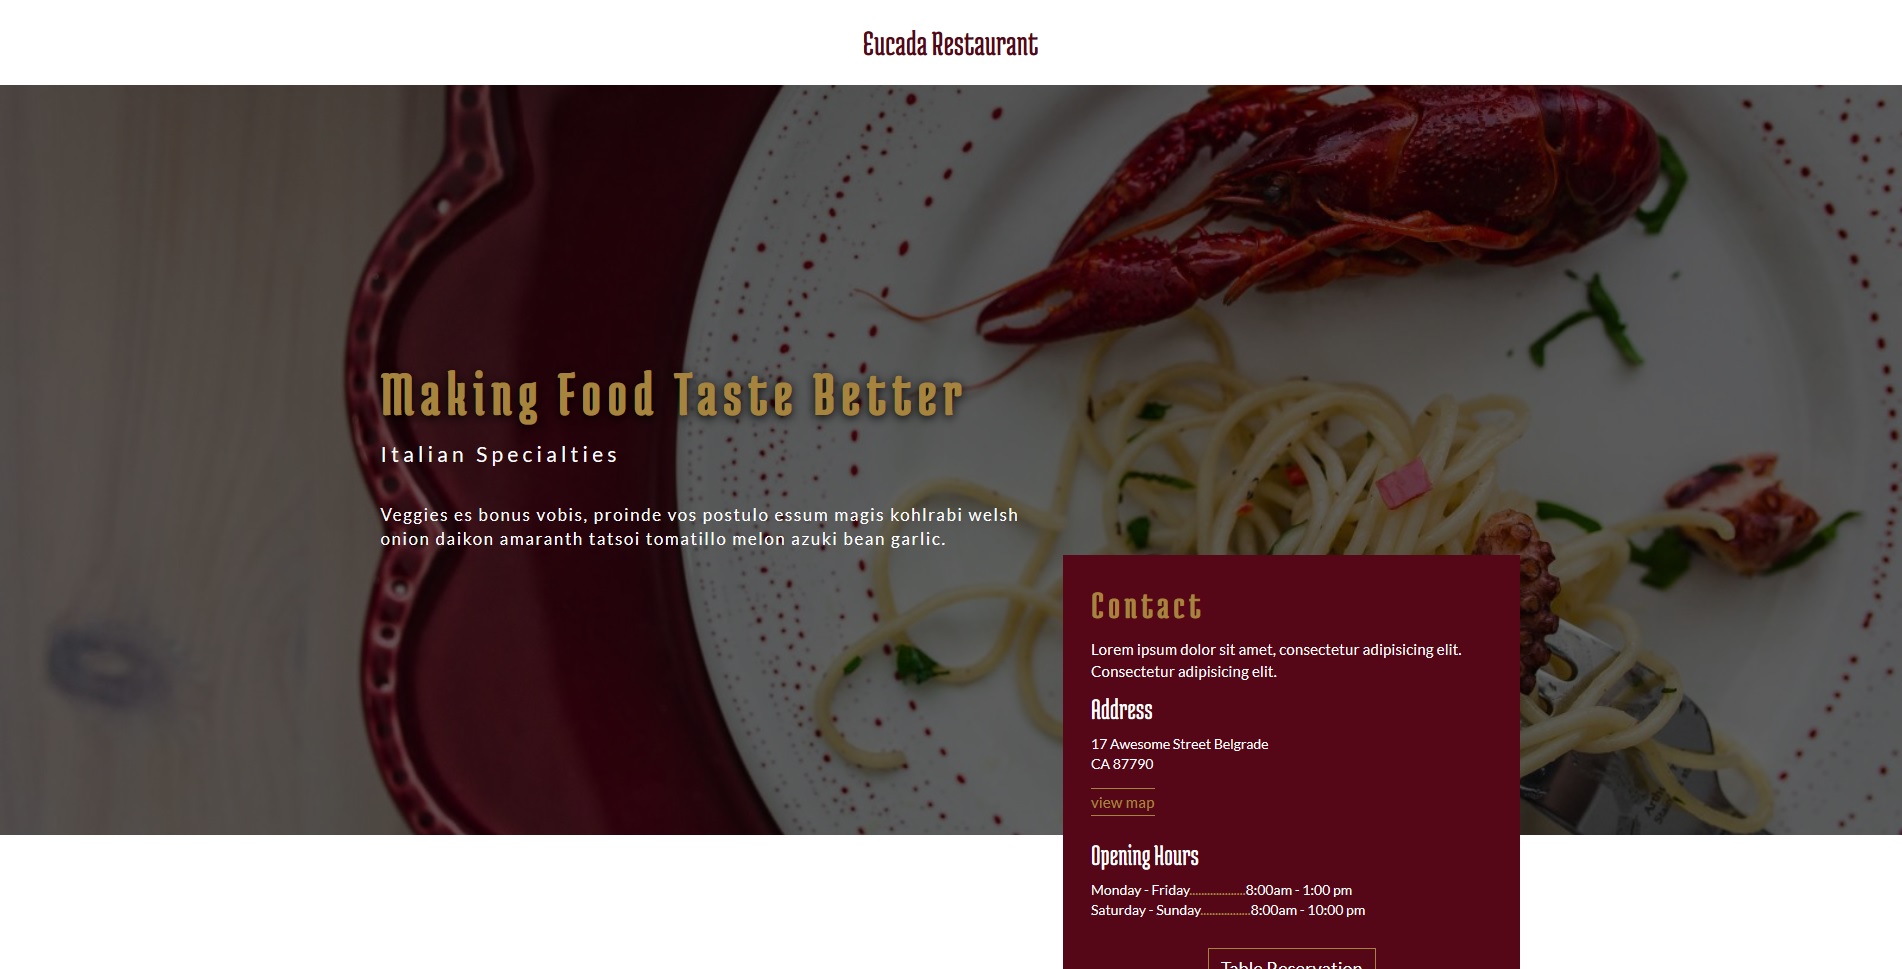 Eucada Restaurant
Making Food Taste Better
Italian Specialties
Veggies es bonus vobis, proinde vos postulo essum magis kohlrabi welsh
onion daikon amaranth tatsoi tomatillo melon azuki bean garlic.
Contact
Lorem ipsum dolor sit amet, consectetur adipisicing elit.
Consectetur adipisicing elit.
Address
17 Awesome Street Belgrade
CA 87790
view map
Opening Hours
Monday - Friday...................8:00am - 1:00 pm
Saturday - Sunday.................8:00am - 10:00 pm
Table Reservation